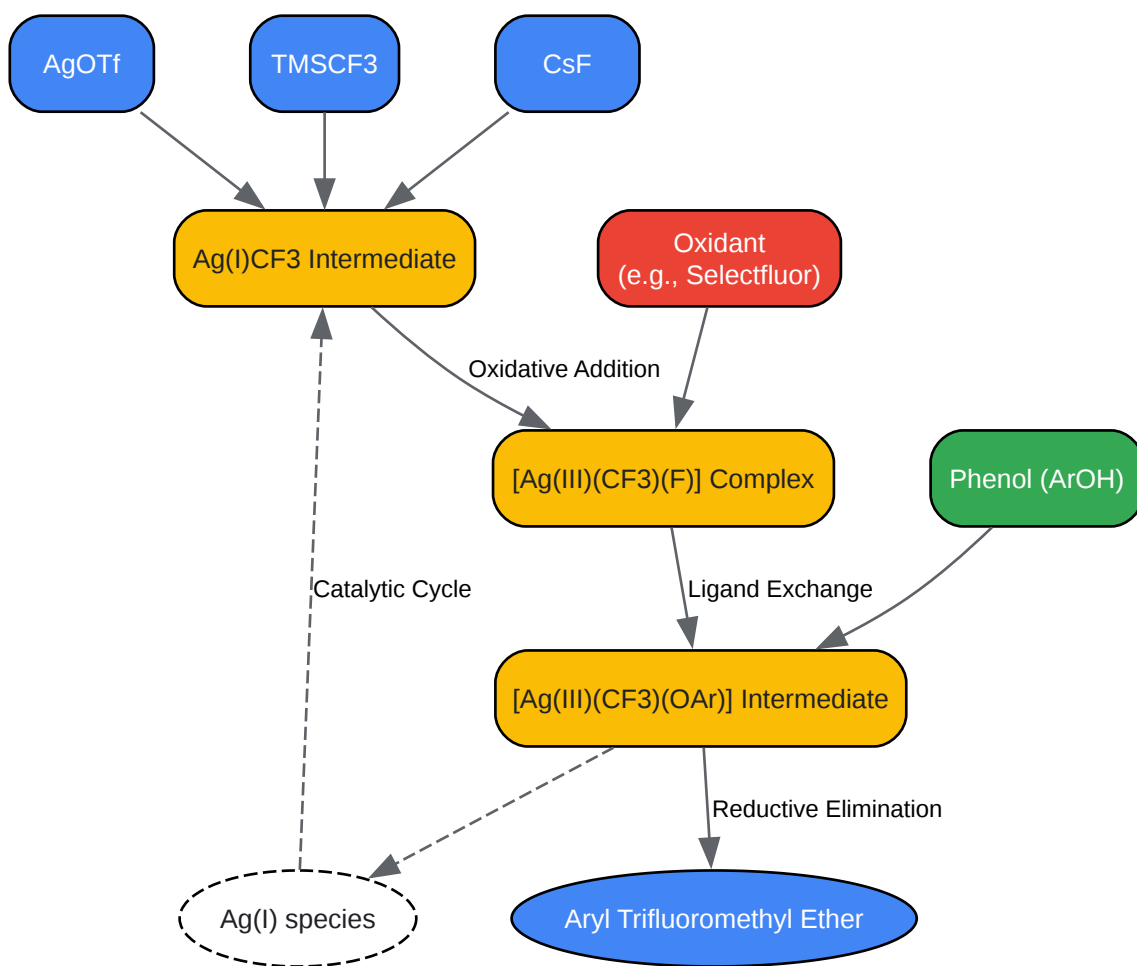 AgOTf
TMSCF3
CsF
Ag(I)CF3 Intermediate
Oxidant
(e.g., Selectfluor)
Oxidative Addition
[Ag(III)(CF3)(F)] Complex
Phenol (ArOH)
Catalytic Cycle
Ligand Exchange
[Ag(III)(CF3)(OAr)] Intermediate
Reductive Elimination
Ag(I) species
Aryl Trifluoromethyl Ether